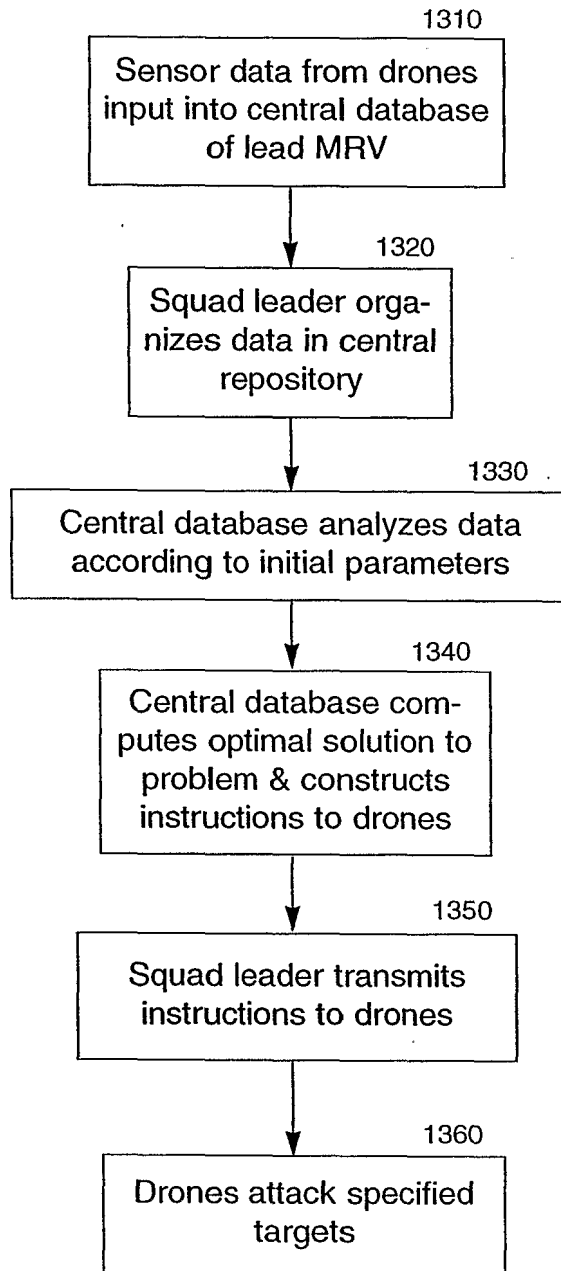 1310
Sensor data from drones
input into central database
of lead MRV
1320
Squad leader orga-
nizes data in central
repository
1330
Central database analyzes data
according to initial parameters
1340
Central database com-
putes optimal solution to
problem & constructs
instructions to drones
1350
Squad leader transmits
instructions to drones
1360
Drones attack specified
targets